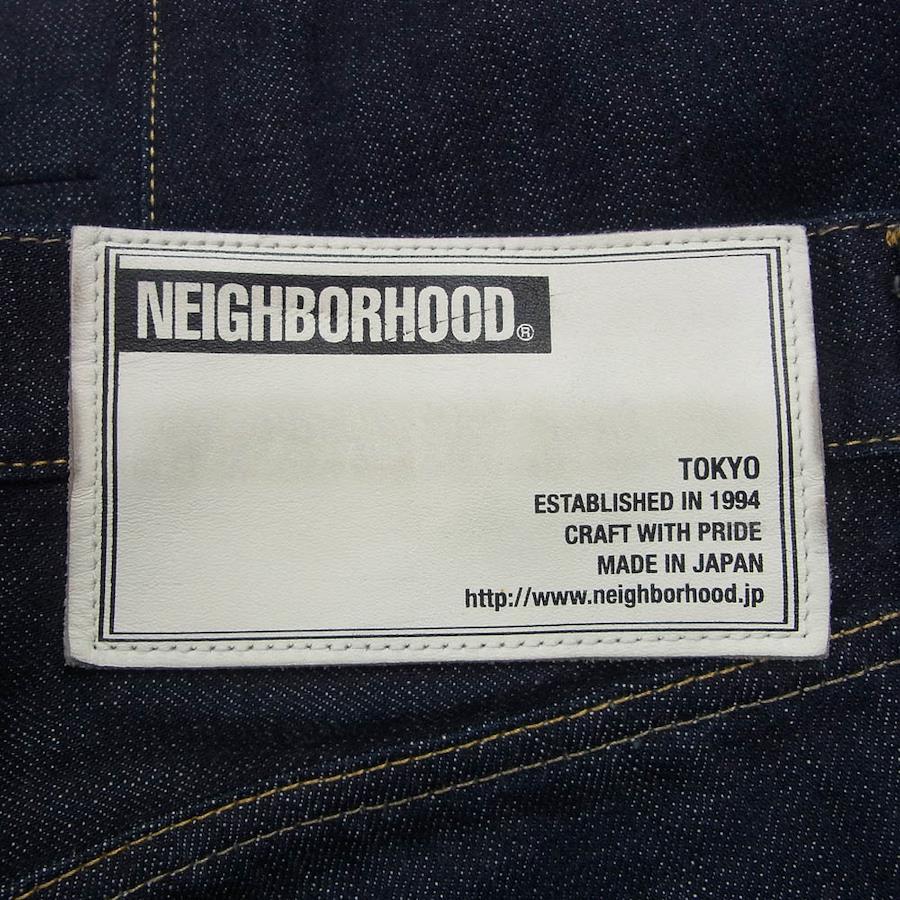 NEIGHBORHOOD®
TOKYO
ESTABLISHED IN 1994
CRAFT WITH PRIDE
MADE IN JAPAN
http://www.neighborhood.jp